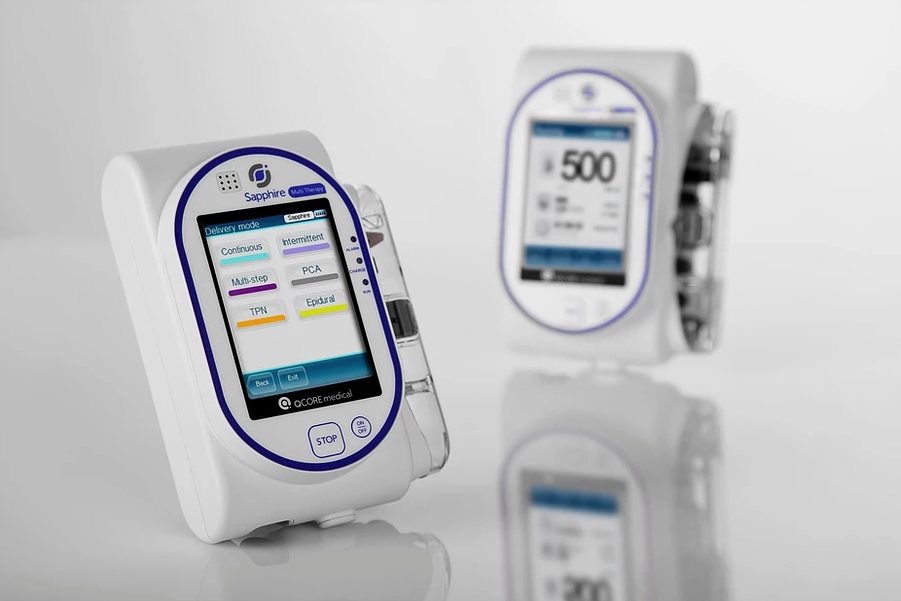 Sapphire Multi Therapy
Delivery mode Sapphire
Continuous Intermittent
Multi-step PCA
TPN Epidural
Back Exit
QCORE medical
STOP
ON
OFF
ALARM
CHARGE
RUN
500